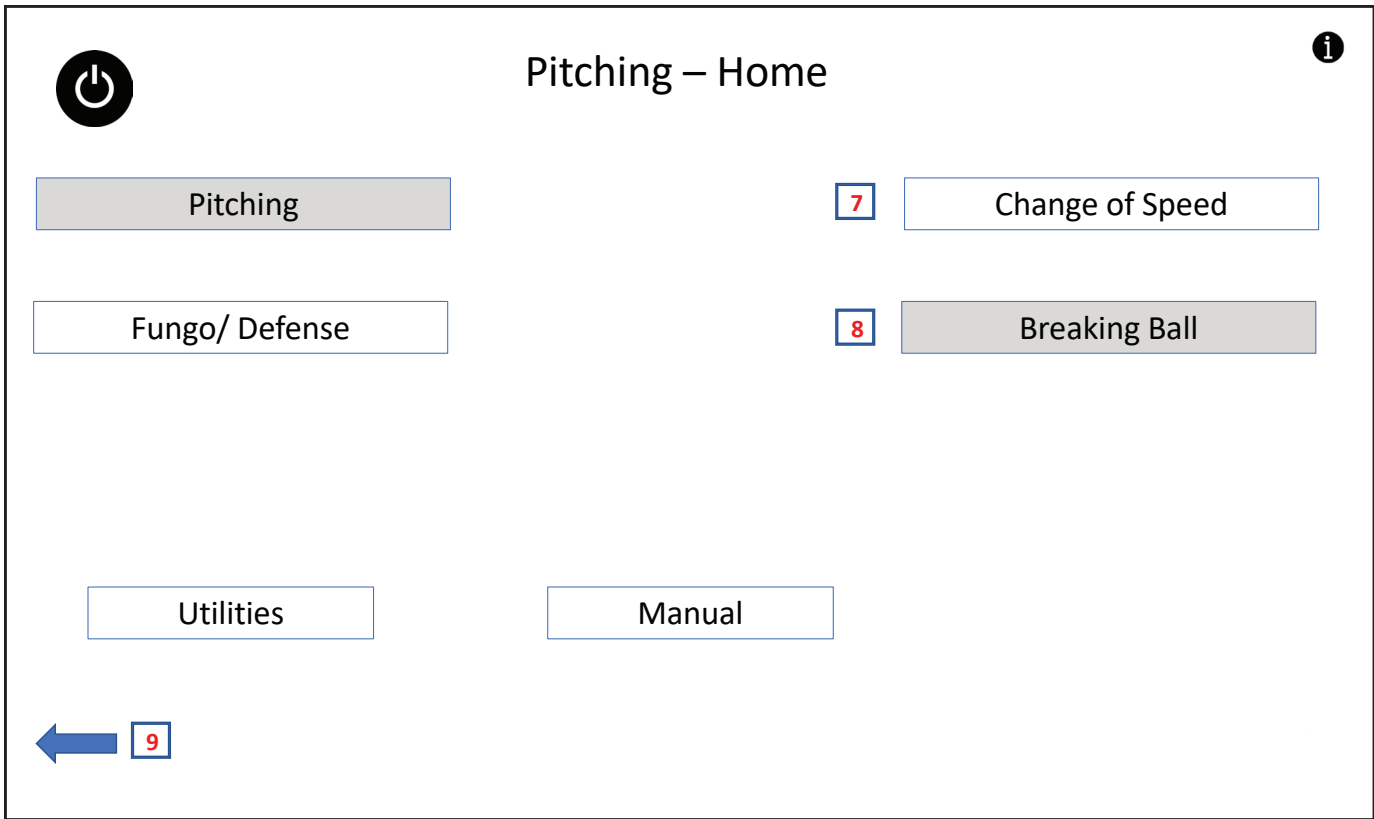 Pitching – Home
i
Pitching
7
Change of Speed
Fungo/ Defense
8
Breaking Ball
Utilities
Manual
9